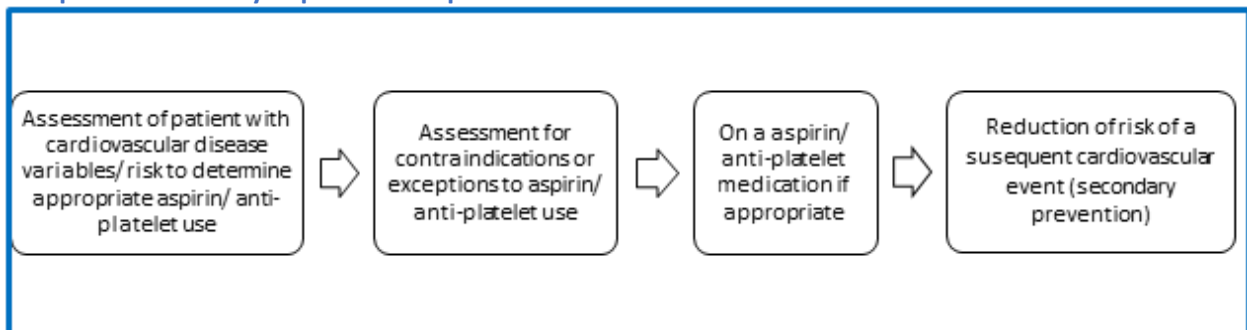 Assessment of patient with
cardiovascular disease
variables/ risk to determine
appropriate aspirin/ anti-
platelet use
Assessment for
contraindications or
exceptions to aspirin/
anti-platelet use
On a aspirin/
anti-platelet
medication if
appropriate
Reduction of risk of a
susequent cardiovascular
event (secondary
prevention)